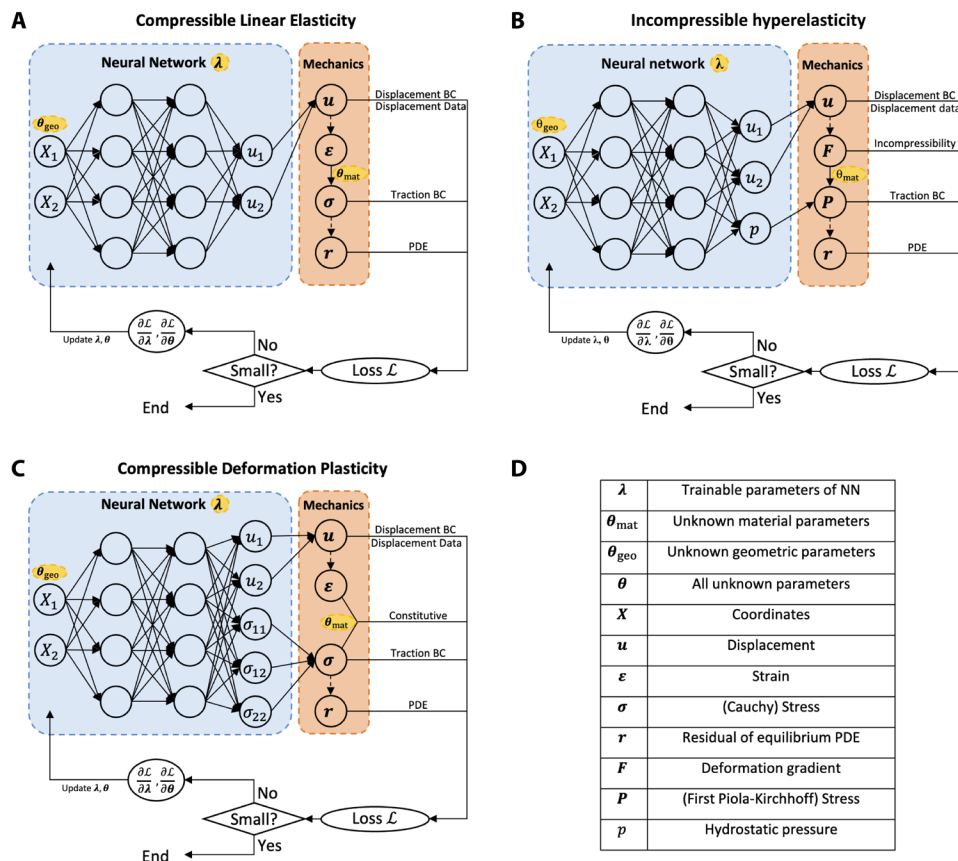 A
Compressible Linear Elasticity
Neural Network λ
Mechanics
θgeo
X1
X2
u1
u2
u
ε
θmat
σ
r
Displacement BC
Displacement Data
Traction BC
PDE
Update λ, θ
∂ℒ/∂λ, ∂ℒ/∂θ
No
Small?
Yes
Loss ℒ
End
B
Incompressible hyperelasticity
Neural network λ
Mechanics
θgeo
X1
X2
u1
u2
p
u
F
θmat
P
r
Displacement BC
Displacement data
Incompressibility
Traction BC
PDE
Update λ, θ
∂ℒ/∂λ, ∂ℒ/∂θ
No
Small?
Yes
Loss ℒ
End
C
Compressible Deformation Plasticity
Neural Network λ
Mechanics
θgeo
X1
X2
u1
u2
σ11
σ12
σ22
u
ε
θmat
σ
r
Displacement BC
Displacement Data
Constitutive
Traction BC
PDE
Update λ, θ
∂ℒ/∂λ, ∂ℒ/∂θ
No
Small?
Yes
Loss ℒ
End
D
λ Trainable parameters of NN
θmat Unknown material parameters
θgeo Unknown geometric parameters
θ All unknown parameters
X Coordinates
u Displacement
ε Strain
σ (Cauchy) Stress
r Residual of equilibrium PDE
F Deformation gradient
P (First Piola-Kirchhoff) Stress
p Hydrostatic pressure